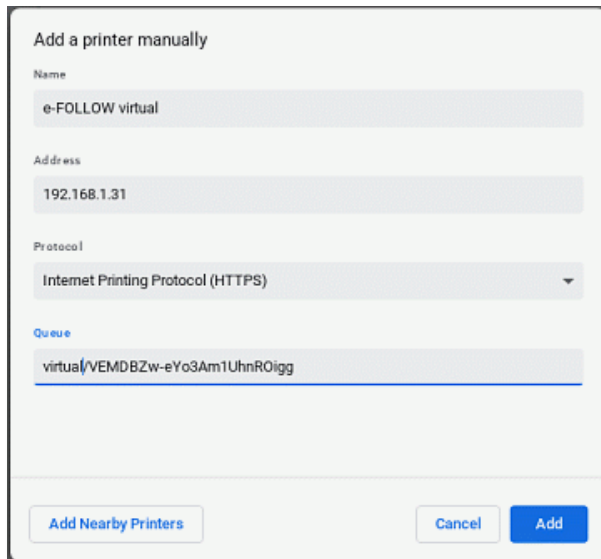 Add a printer manually
Name
e-FOLLOW virtual
Address
192.168.1.31
Protocol
Internet Printing Protocol (HTTPS)
Queue
virtual/VEMDBZw-eYo3Am1UhnROigg
Add Nearby Printers
Cancel
Add